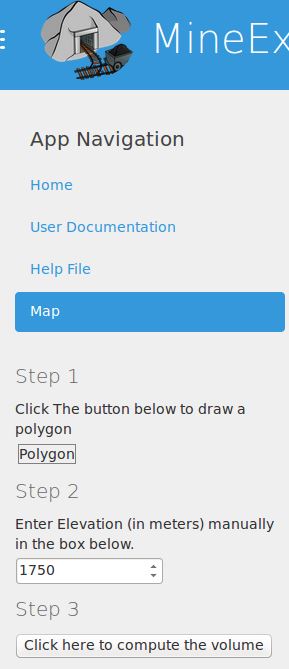 MineEx
App Navigation
Home
User Documentation
Help File
Map
Step 1
Click The button below to draw a
polygon
Polygon
Step 2
Enter Elevation (in meters) manually
in the box below.
1750
Step 3
Click here to compute the volume